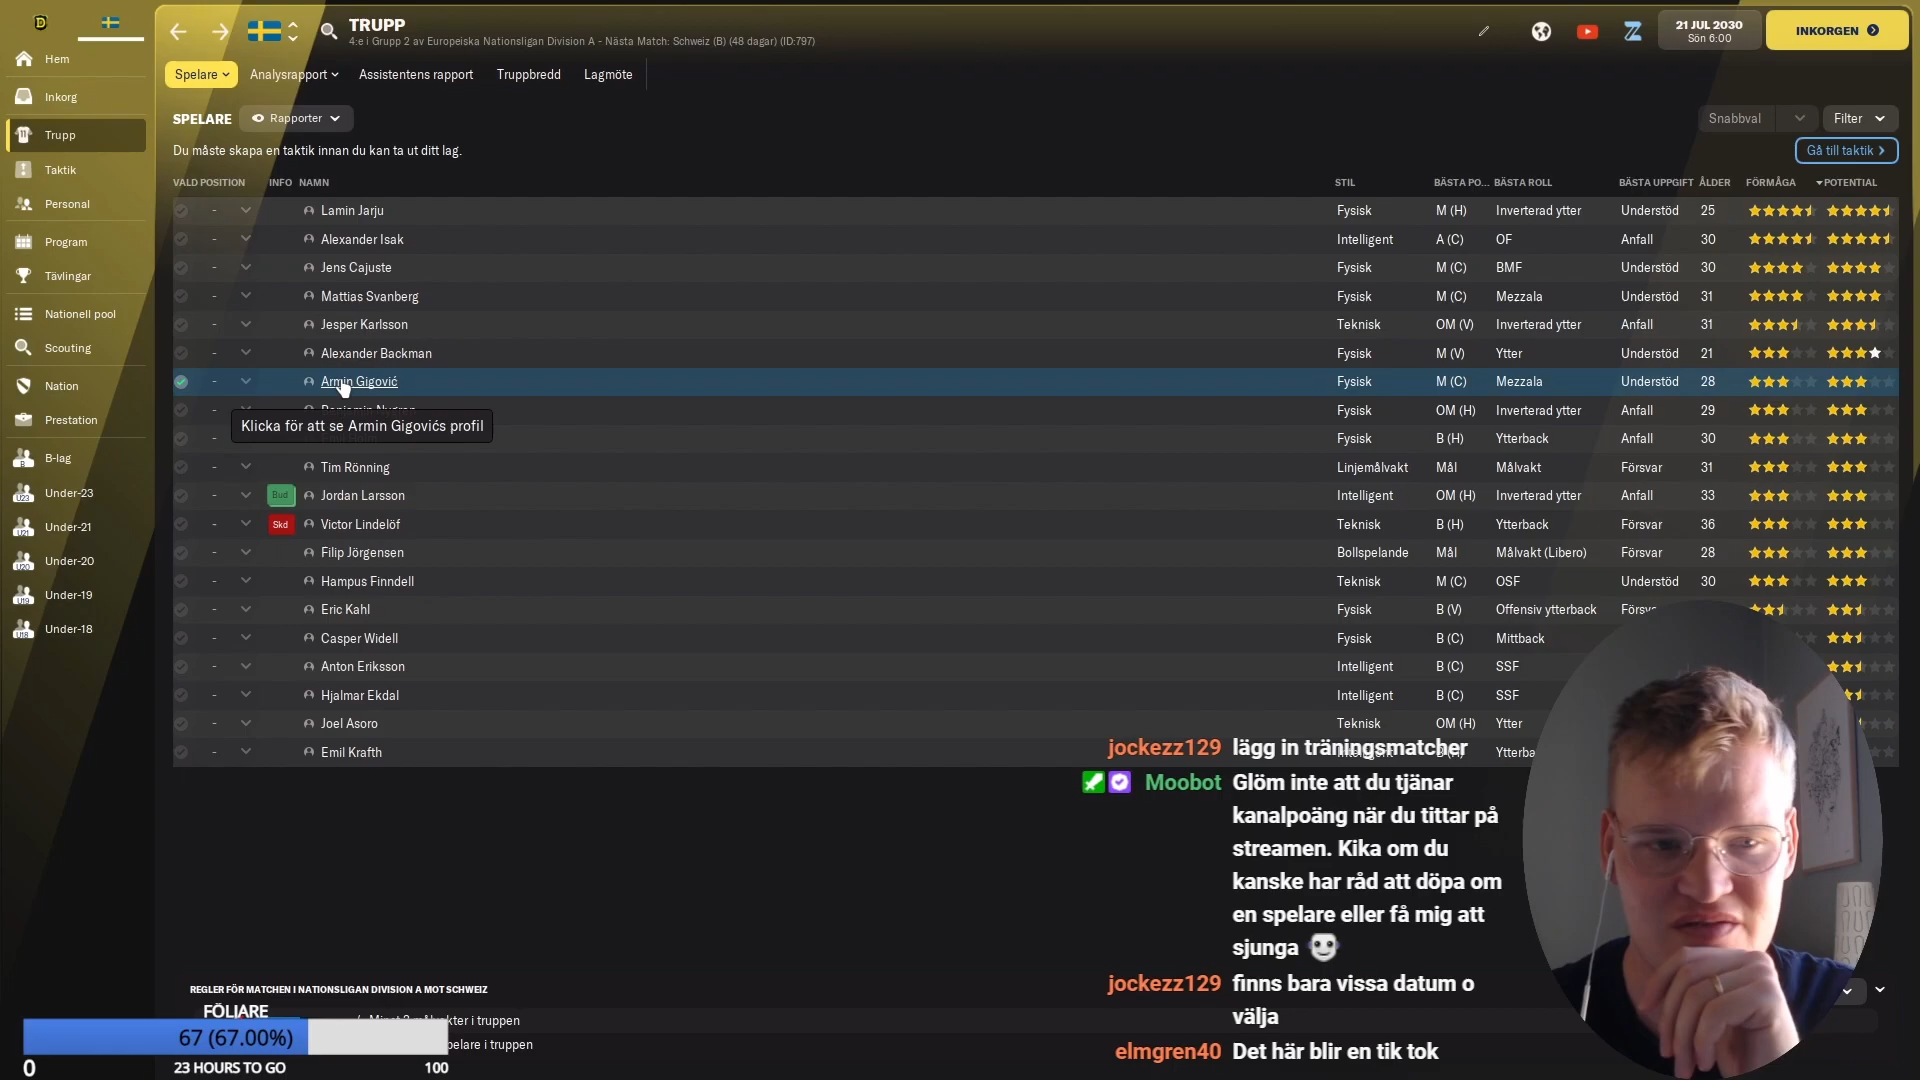 TRUPP
4:e i Grupp 2 av Europeiska Nationsligan Division A - Nästa Match: Schweiz (B) (48 dagar) (ID:797)
21 JUL 2030
Sön 6:00
INKORGEN
Hem
Inkorg
Trupp
Taktik
Personal
Program
Tävlingar
Nationell pool
Scouting
Nation
Prestation
B-lag
Under-23
Under-21
Under-20
Under-19
Under-18
Spelare Analysrapport Assistentens rapport Truppbredd Lagmöte
SPELARE Rapporter Snabbval Filter
Du måste skapa en taktik innan du kan ta ut ditt lag. Gå till taktik
VALD POSITION INFO NAMN STIL BÄSTA PO... BÄSTA ROLL BÄSTA UPPGIFT ÅLDER FÖRMÅGA POTENTIAL
- Lamin Jarju Fysisk M (H) Inverterad ytter Understöd 25
- Alexander Isak Intelligent A (C) OF Anfall 30
- Jens Cajuste Fysisk M (C) BMF Understöd 30
- Mattias Svanberg Fysisk M (C) Mezzala Understöd 31
- Jesper Karlsson Teknisk OM (V) Inverterad ytter Anfall 31
- Alexander Backman Fysisk M (V) Ytter Understöd 21
- Armin Gigović Fysisk M (C) Mezzala Understöd 28
- Fysisk OM (H) Inverterad ytter Anfall 29
Klicka för att se Armin Gigovićs profil
Fysisk B (H) Ytterback Anfall 30
- Tim Rönning Linjemålvakt Mål Målvakt Försvar 31
- Bud Jordan Larsson Intelligent OM (H) Inverterad ytter Anfall 33
- Skd Victor Lindelöf Teknisk B (H) Ytterback Försvar 36
- Filip Jörgensen Bollspelande Mål Målvakt (Libero) Försvar 28
- Hampus Finndell Teknisk M (C) OSF Understöd 30
- Eric Kahl Fysisk B (V) Offensiv ytterback
- Casper Widell Fysisk B (C) Mittback
- Anton Eriksson Intelligent B (C) SSF
- Hjalmar Ekdal Intelligent B (C) SSF
- Joel Asoro Teknisk OM (H) Ytter
- Emil Krafth
jockezz129 lägg in träningsmatcher
Moobot Glöm inte att du tjänar
kanalpoäng när du tittar på
streamen. Kika om du
kanske har råd att döpa om
en spelare eller få mig att
sjunga
jockezz129 finns bara vissa datum o
välja
elmgren40 Det här blir en tik tok
REGLER FÖR MATCHEN I NATIONSLIGAN DIVISION A MOT SCHWEIZ
FÖLJARE
i truppen
i truppen
67 (67.00%)
0 23 HOURS TO GO 100